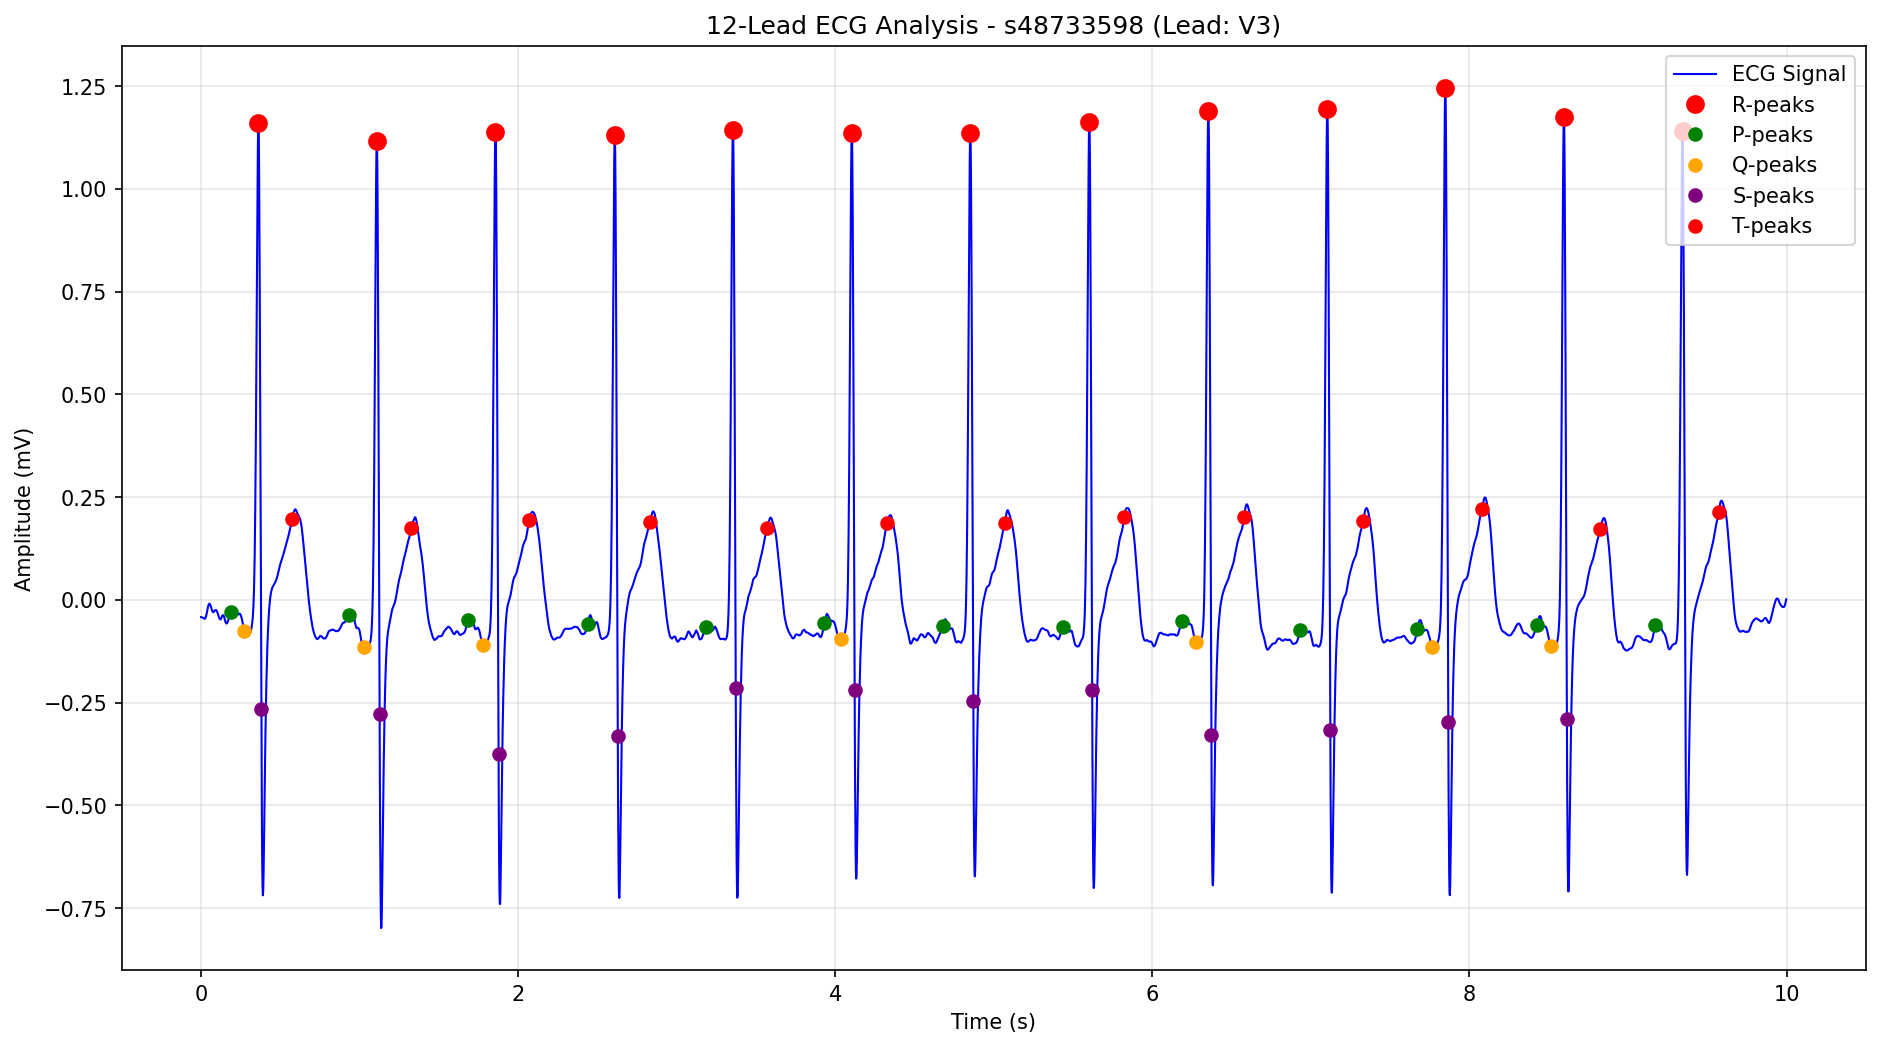 12-Lead ECG Analysis - s48733598 (Lead: V3)
ECG Signal
R-peaks
P-peaks
Q-peaks
S-peaks
T-peaks
1.25
1.00
0.75
0.50
0.25
0.00
−0.25
−0.50
−0.75
Amplitude (mV)
0 2 4 6 8 10
Time (s)